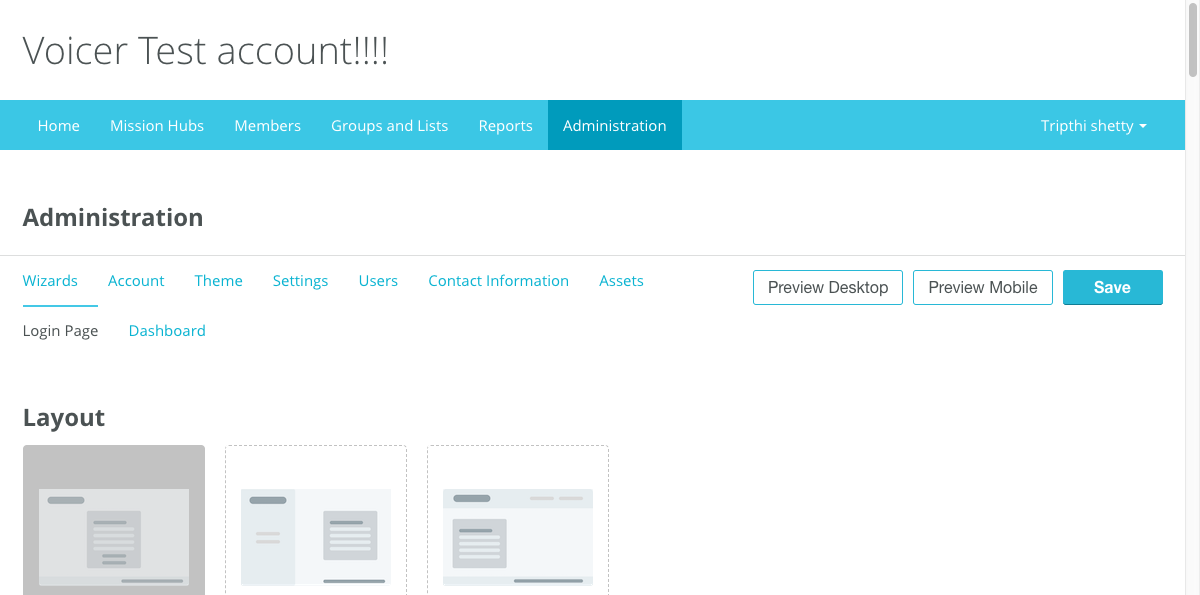 Voicer Test account!!!!
Home Mission Hubs Members Groups and Lists Reports Administration Tripthi shetty
Administration
Wizards Account Theme Settings Users Contact Information Assets Preview Desktop Preview Mobile Save
Login Page Dashboard
Layout